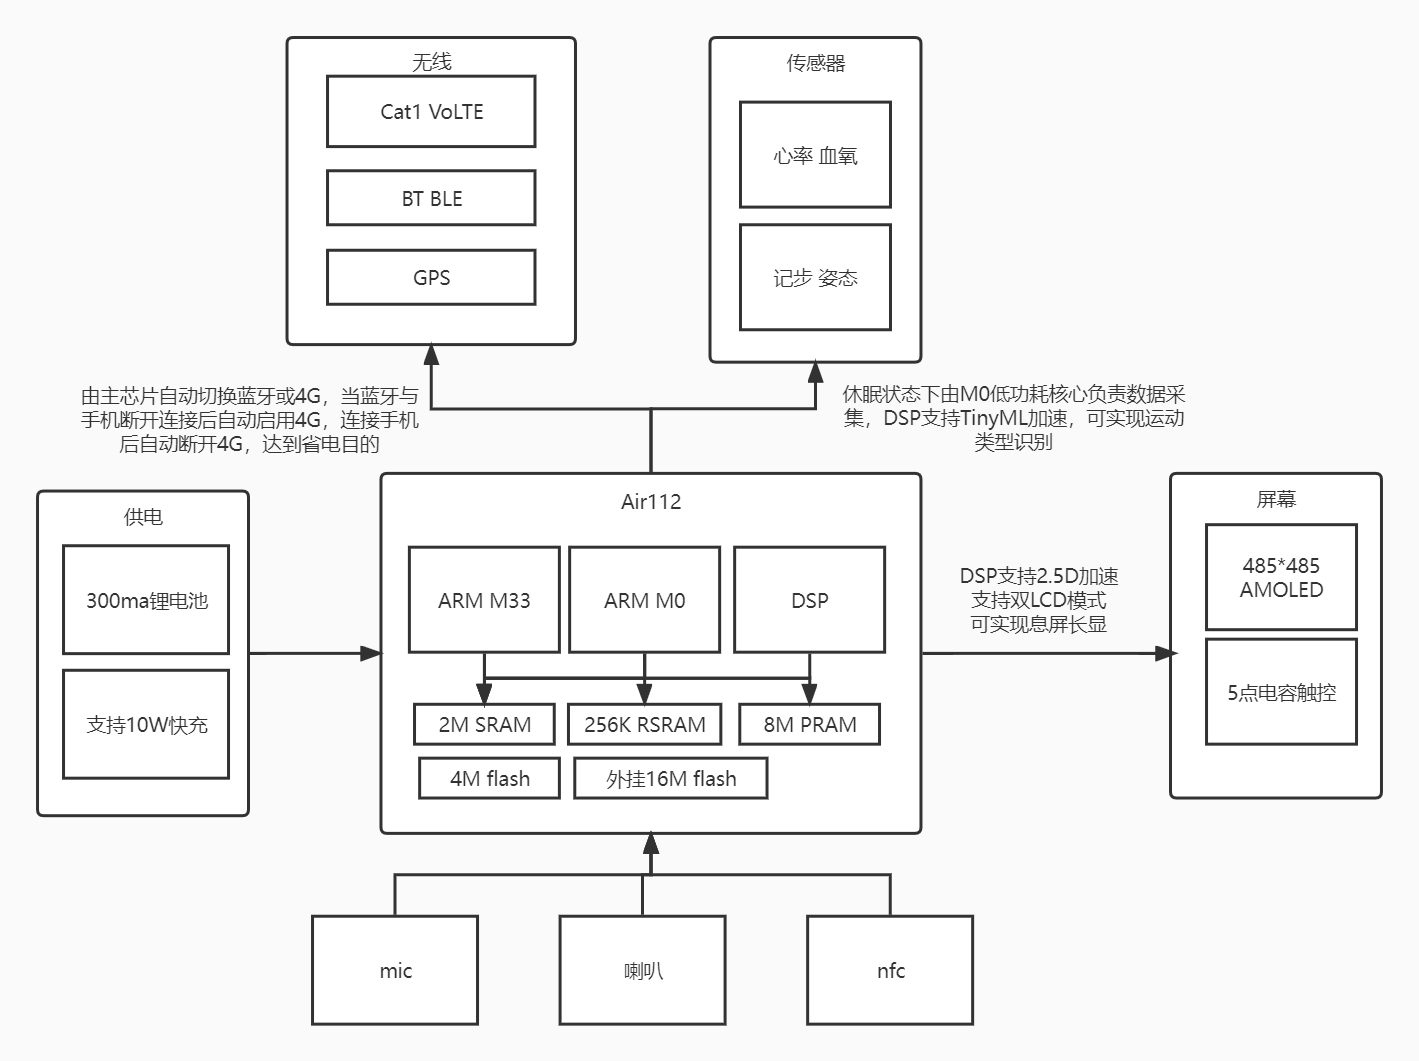 无线
Cat1 VoLTE
BT BLE
GPS
传感器
心率 血氧
记步 姿态
由主芯片自动切换蓝牙或4G，当蓝牙与
手机断开连接后自动启用4G，连接手机
后自动断开4G，达到省电目的
休眠状态下由M0低功耗核心负责数据采
集，DSP支持TinyML加速，可实现运动
类型识别
供电
300ma锂电池
支持10W快充
Air112
ARM M33
ARM M0
DSP
2M SRAM
256K RSRAM
8M PRAM
4M flash
外挂16M flash
DSP支持2.5D加速
支持双LCD模式
可实现息屏长显
屏幕
485*485
AMOLED
5点电容触控
mic
喇叭
nfc